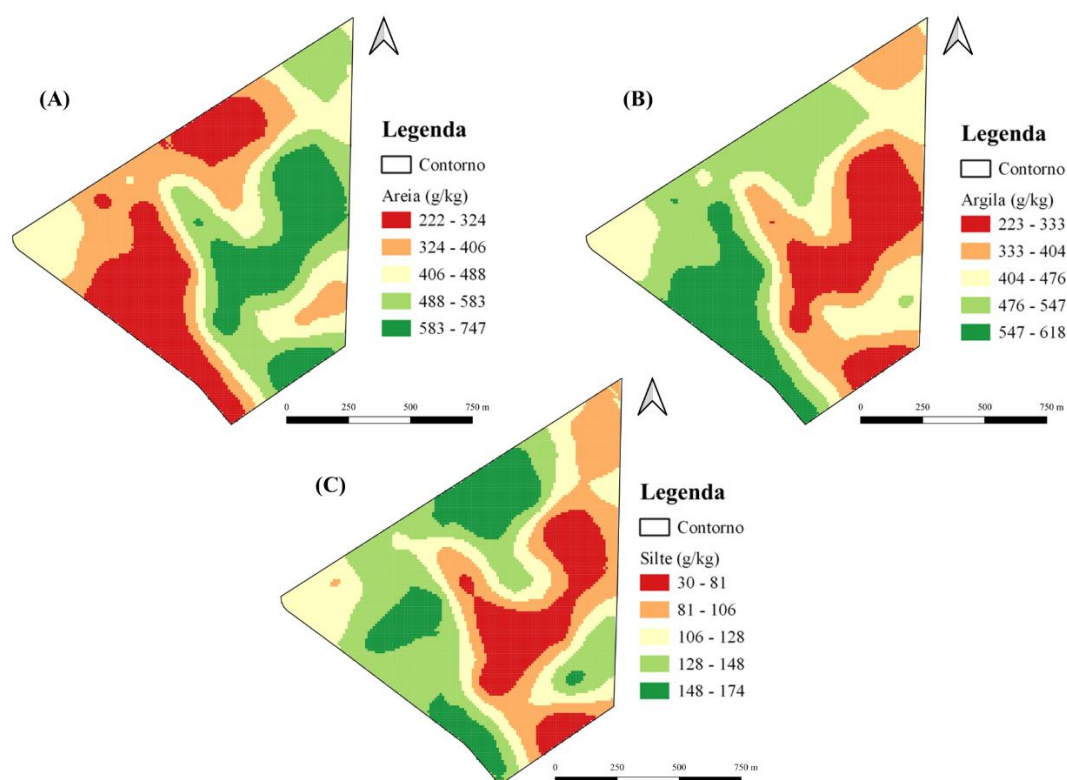 (A)
Legenda
Contorno
Areia (g/kg)
222 - 324
324 - 406
406 - 488
488 - 583
583 - 747
0 250 500 750 m
(B)
Legenda
Contorno
Argila (g/kg)
223 - 333
333 - 404
404 - 476
476 - 547
547 - 618
0 250 500 750 m
(C)
Legenda
Contorno
Silte (g/kg)
30 - 81
81 - 106
106 - 128
128 - 148
148 - 174
0 250 500 750 m